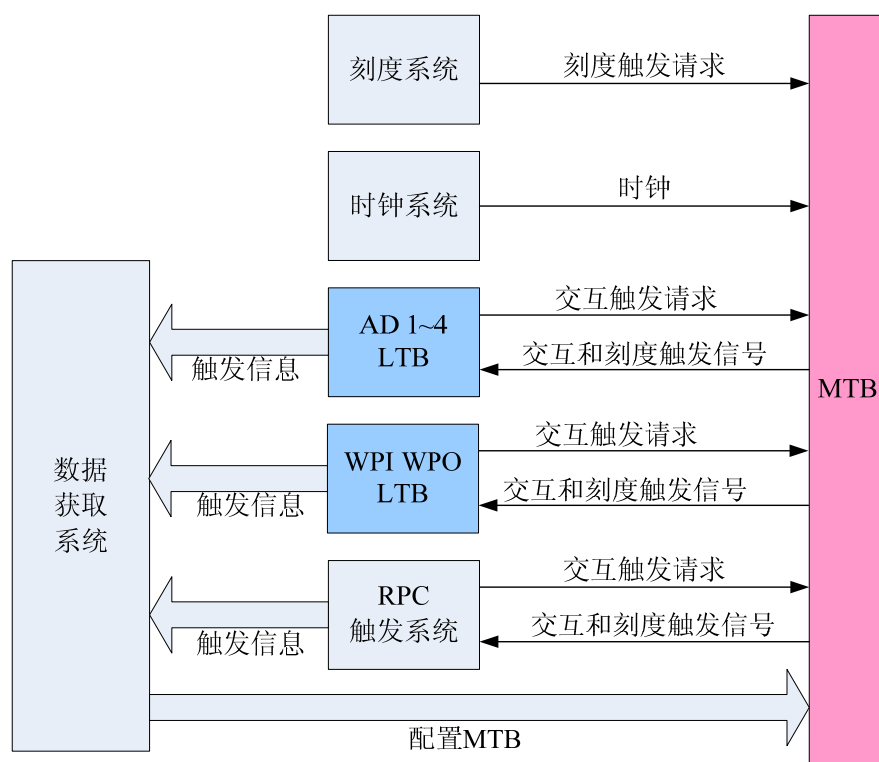 刻度系统
刻度触发请求
时钟系统
时钟
AD 1~4
LTB
交互触发请求
交互和刻度触发信号
触发信息
MTB
WPI WPO
LTB
交互触发请求
交互和刻度触发信号
触发信息
数据
获取
系统
RPC
触发系统
交互触发请求
交互和刻度触发信号
触发信息
配置MTB